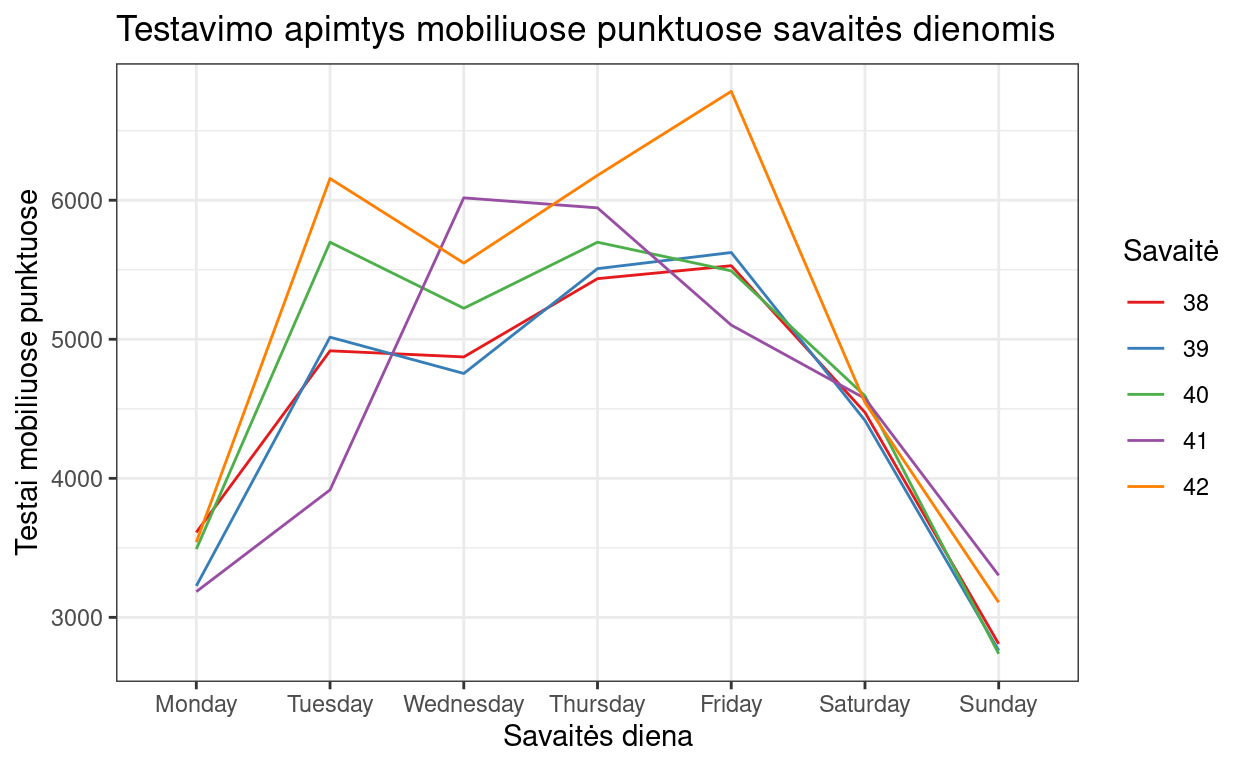 Testavimo apimtys mobiliuose punktuose savaitės dienomis
Testai mobiliuose punktuose
6000
5000
4000
3000
Monday
Tuesday
Wednesday
Thursday
Friday
Saturday
Sunday
Savaitės diena
Savaitė
38
39
40
41
42